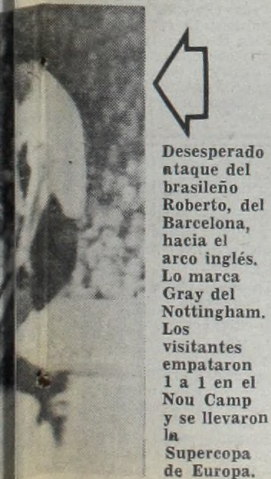 Desesperado
ataque del
brasileño
Roberto, del
Barcelona,
hacia el
arco inglés.
Lo marca
Gray del
Nottingham.
Los
visitantes
empataron
1 a 1 en el
Nou Camp
y se llevaron
la
Supercopa
de Europa.